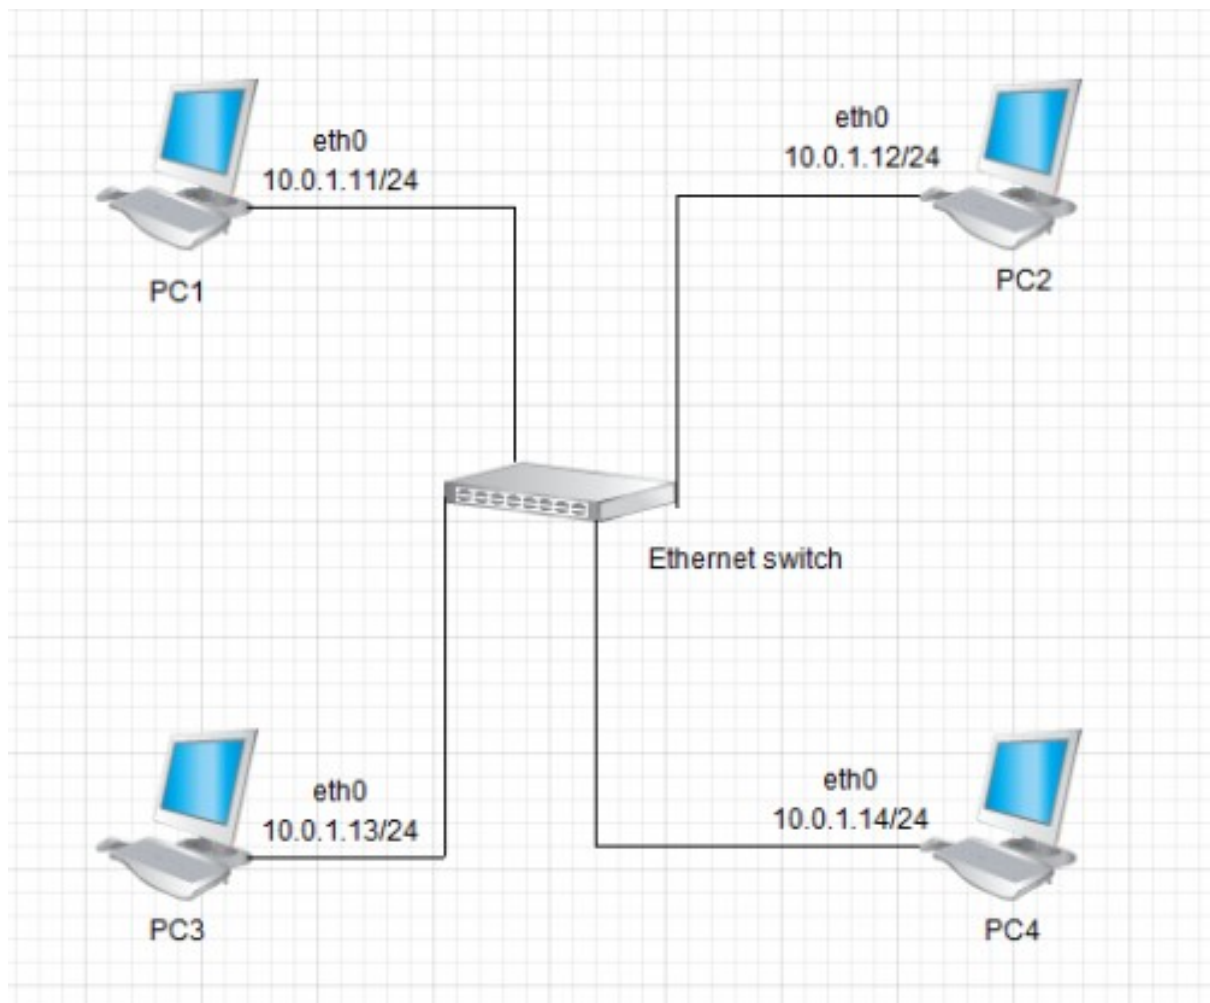 eth0
10.0.1.11/24
PC1
eth0
10.0.1.12/24
PC2
Ethernet switch
eth0
10.0.1.13/24
PC3
eth0
10.0.1.14/24
PC4